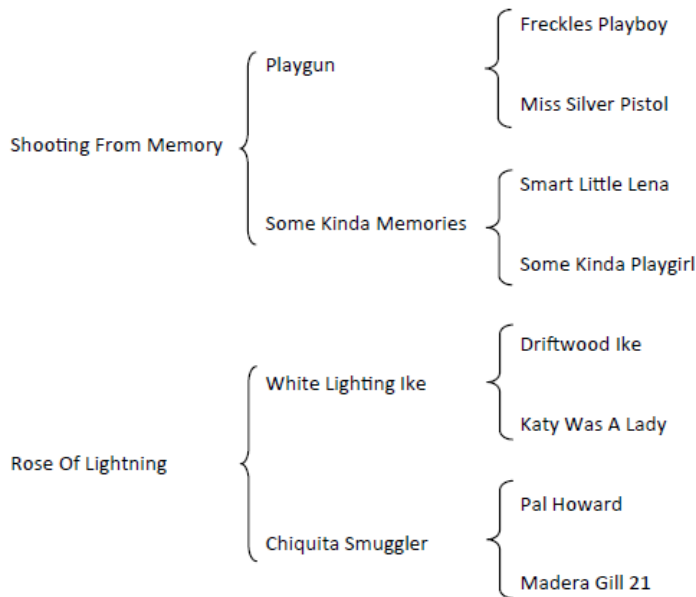 Freckles Playboy
Playgun
Miss Silver Pistol
Shooting From Memory
Smart Little Lena
Some Kinda Memories
Some Kinda Playgirl
Driftwood Ike
White Lighting Ike
Katy Was A Lady
Rose Of Lightning
Pal Howard
Chiquita Smuggler
Madera Gill 21